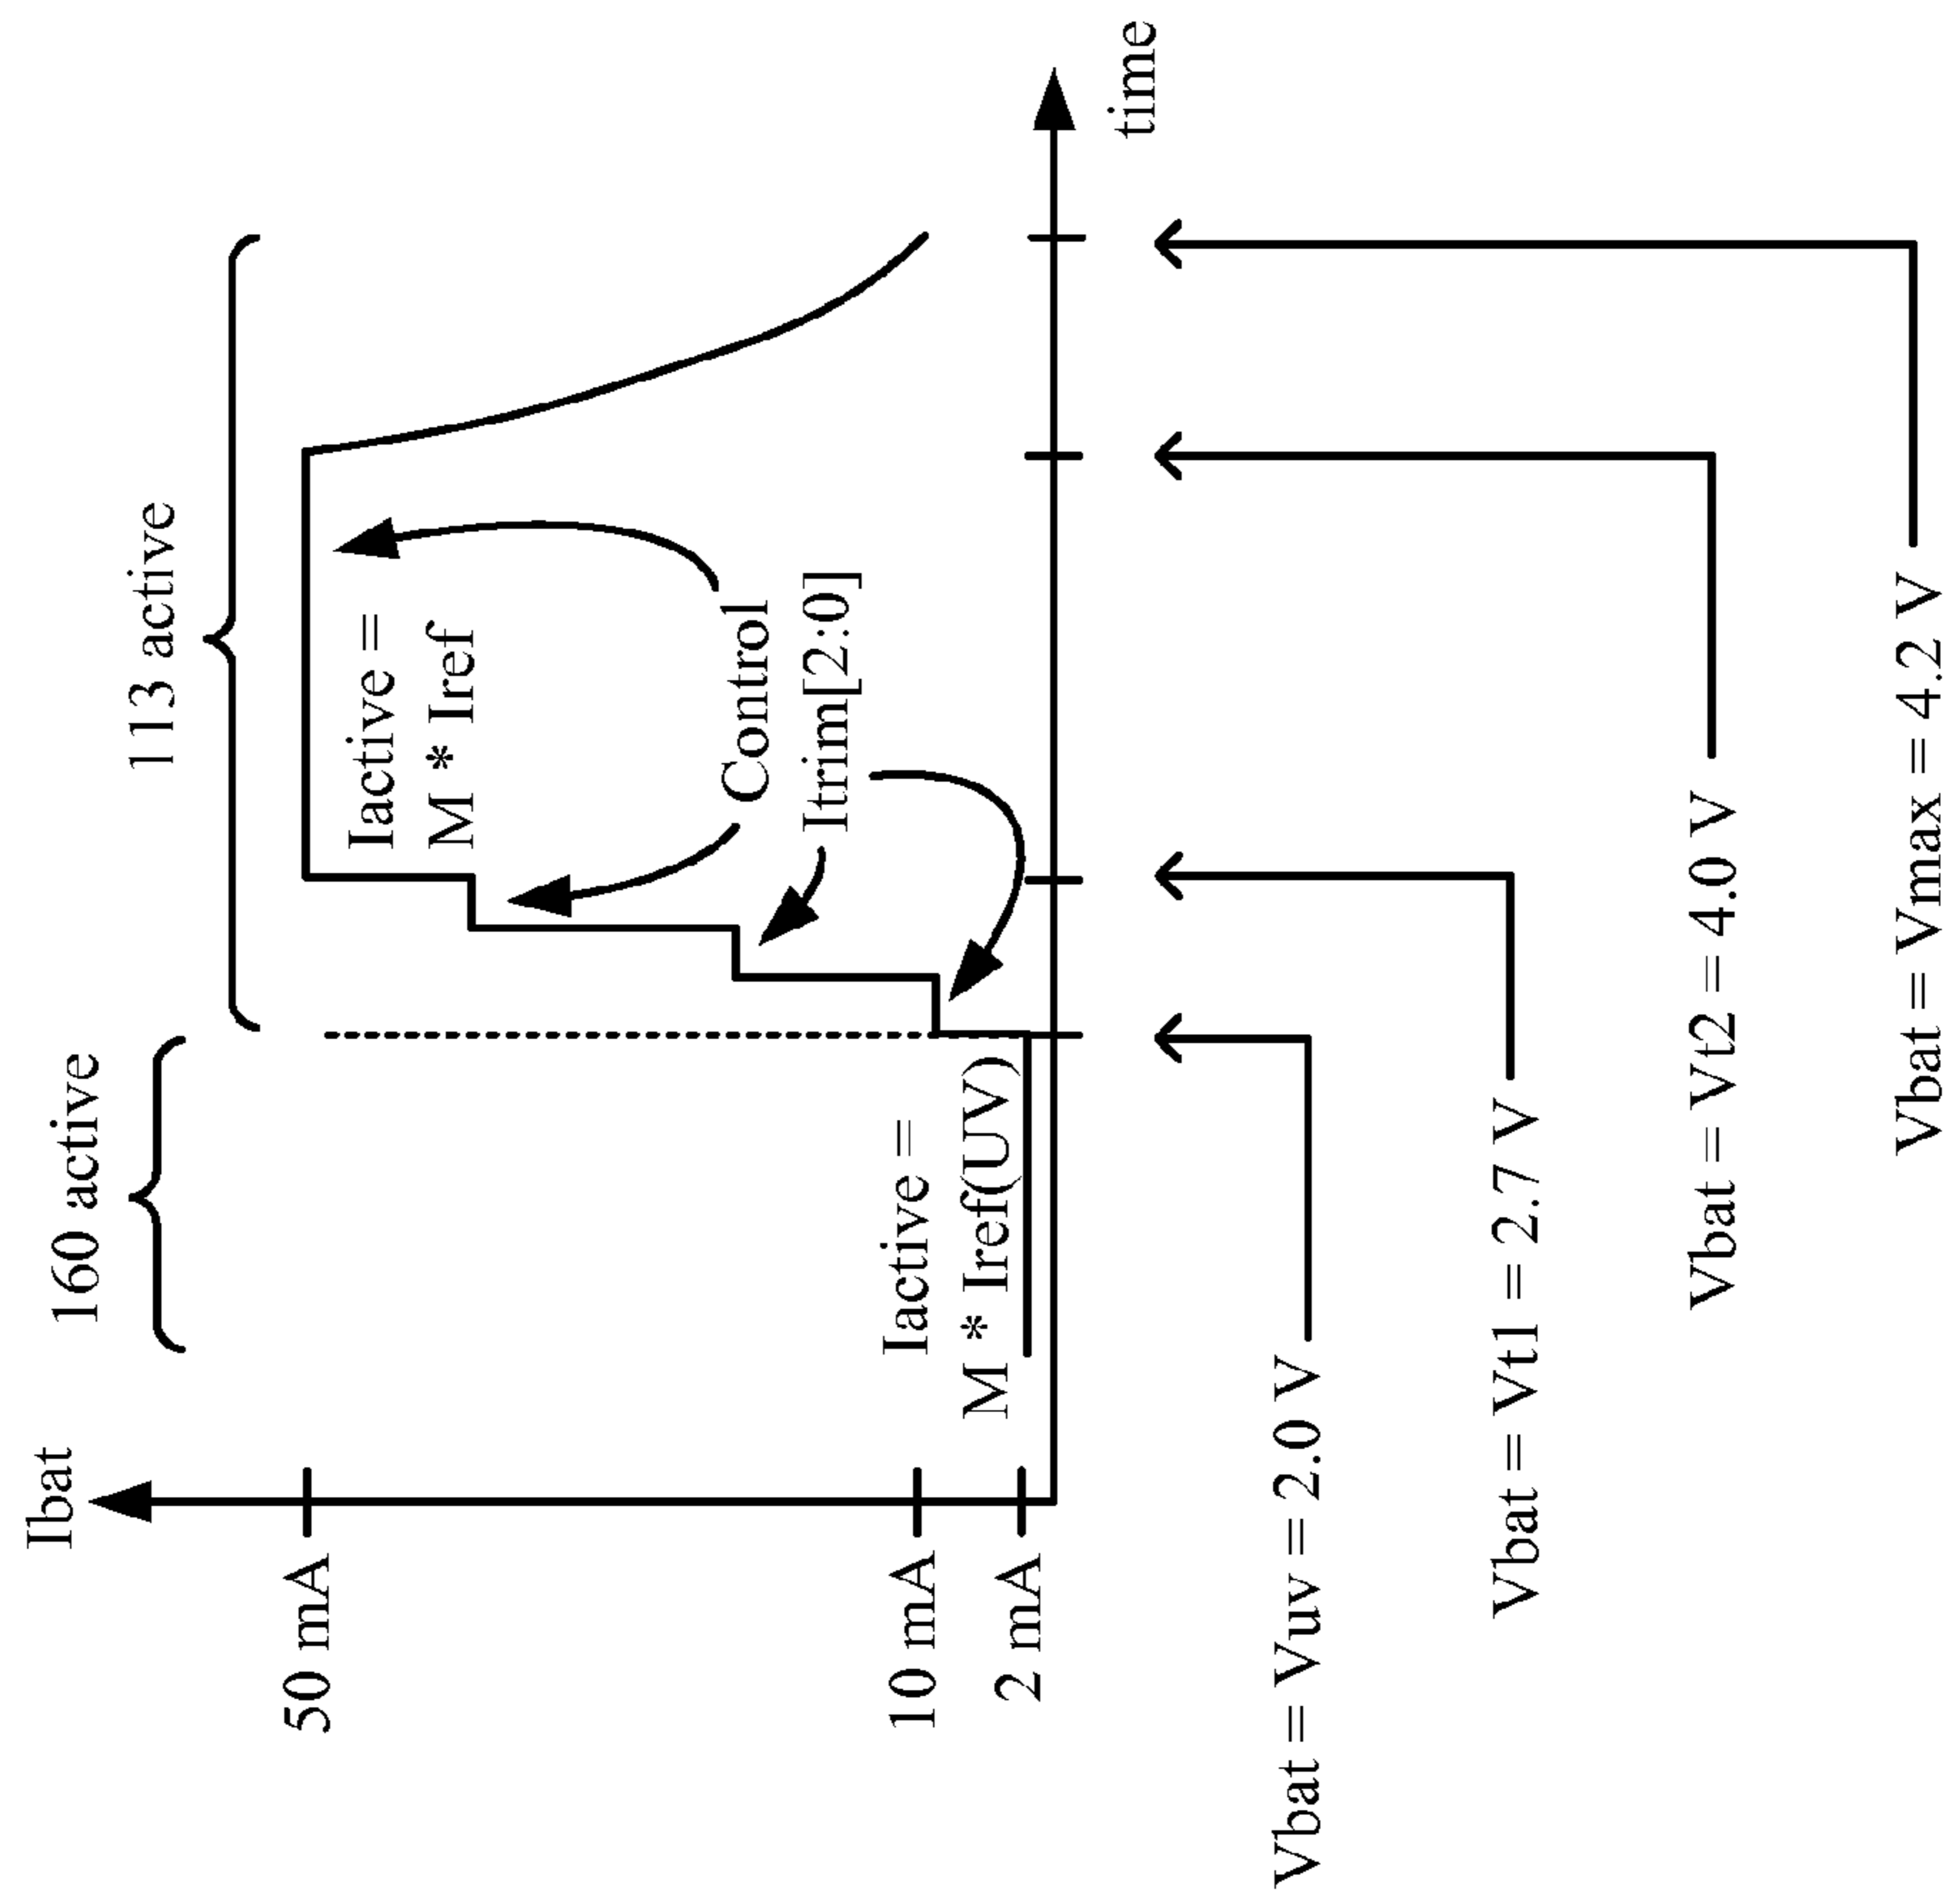 Ibat
160 active
113 active
50 mA
10 mA
2 mA
Iactive =
M * Iref
Control
Itrim[2:0]
Iactive =
M * Iref(UV)
time
Vbat = Vuv = 2.0 V
Vbat = Vt1 = 2.7 V
Vbat = Vt2 = 4.0 V
Vbat = Vmax = 4.2 V